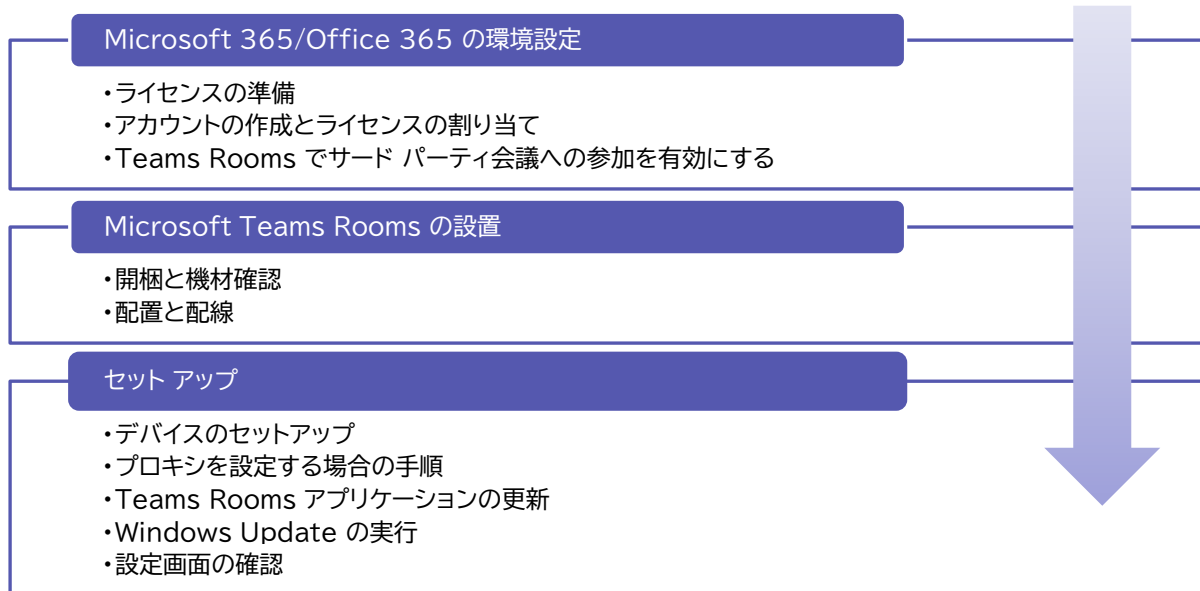 Microsoft 365/Office 365 の環境設定
・ライセンスの準備
・アカウントの作成とライセンスの割り当て
・Teams Rooms でサード パーティ会議への参加を有効にする
Microsoft Teams Rooms の設置
・開梱と機材確認
・配置と配線
セット アップ
・デバイスのセットアップ
・プロキシを設定する場合の手順
・Teams Rooms アプリケーションの更新
・Windows Update の実行
・設定画面の確認